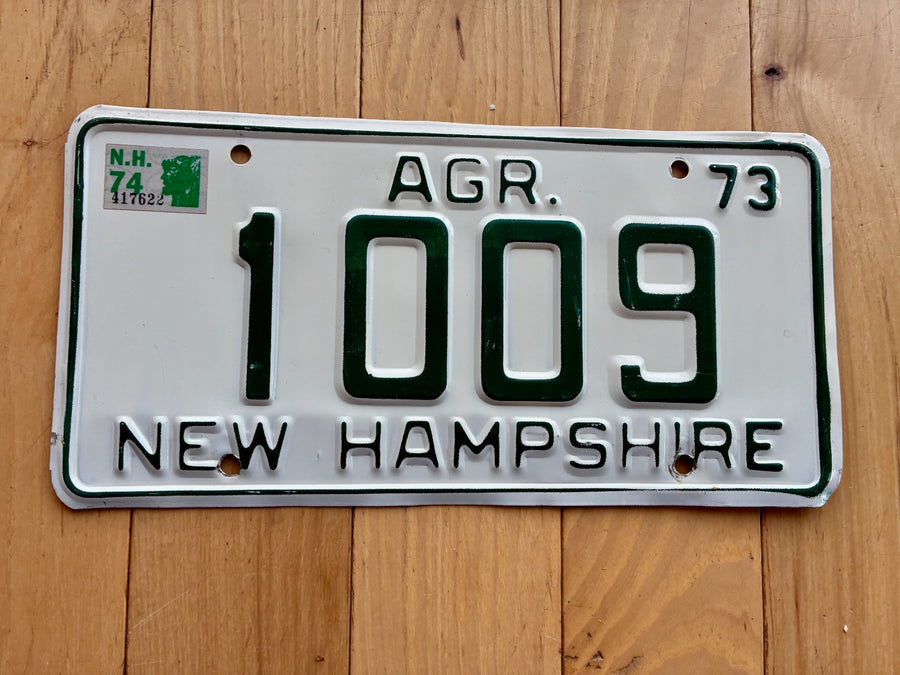 N.H.
74
417622
AGR.
73
1009
NEW HAMPSHIRE